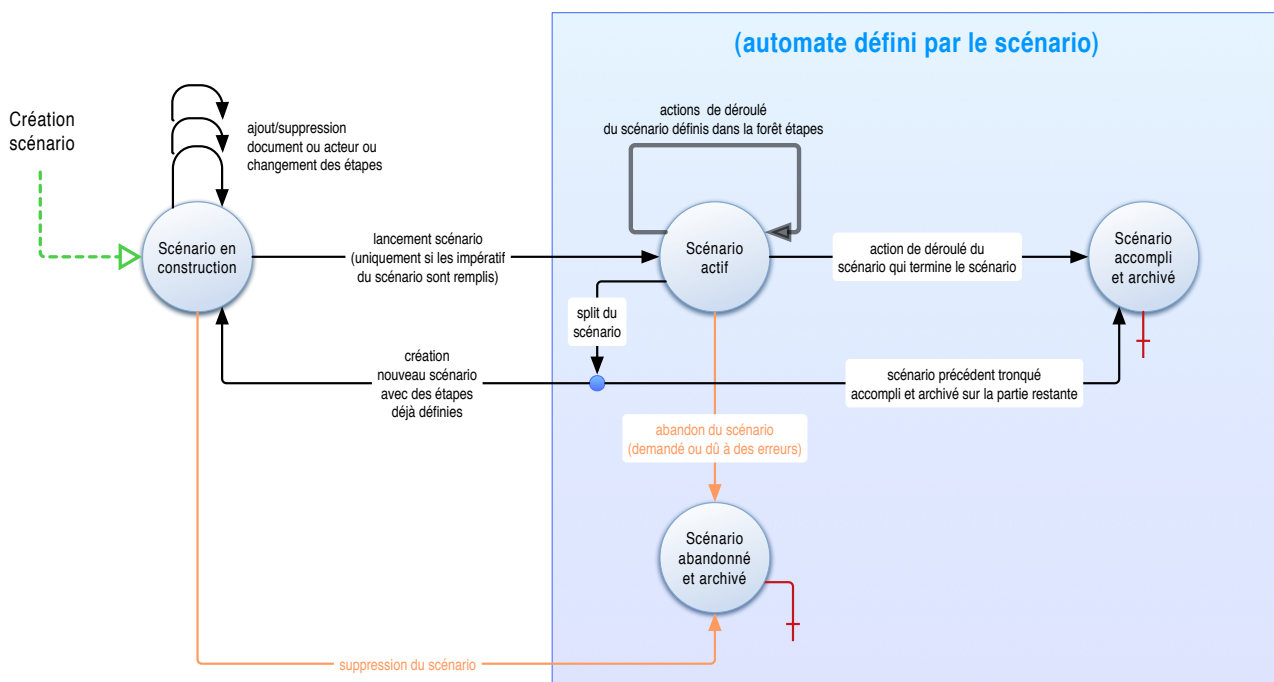 (automate défini par le scénario)
Création
scénario
ajout/suppression
document ou acteur ou
changement des étapes
actions de déroulé
du scénario définis dans la forêt étapes
Scénario en
construction
lancement scénario
(uniquement si les impératif
du scénario sont remplis)
Scénario
actif
action de déroulé du
scénario qui termine le scénario
Scénario
accompli
et archivé
split du
scénario
création
nouveau scénario
avec des étapes
déjà définies
scénario précédent tronqué
accompli et archivé sur la partie restante
abandon du scénario
(demandé ou dû à des erreurs)
Scénario
abandonné
et archivé
suppression du scénario